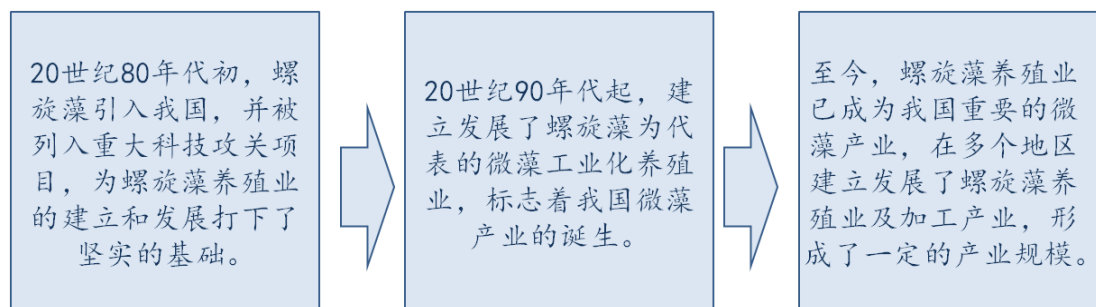 20世纪80年代初，螺
旋藻引入我国，并被
列入重大科技攻关项
目，为螺旋藻养殖业
的建立和发展打下了
坚实的基础。
20世纪90年代起，建
立发展了螺旋藻为代
表的微藻工业化养殖
业，标志着我国微藻
产业的诞生。
至今，螺旋藻养殖业
已成为我国重要的微
藻产业，在多个地区
建立发展了螺旋藻养
殖业及加工产业，形
成了一定的产业规模。